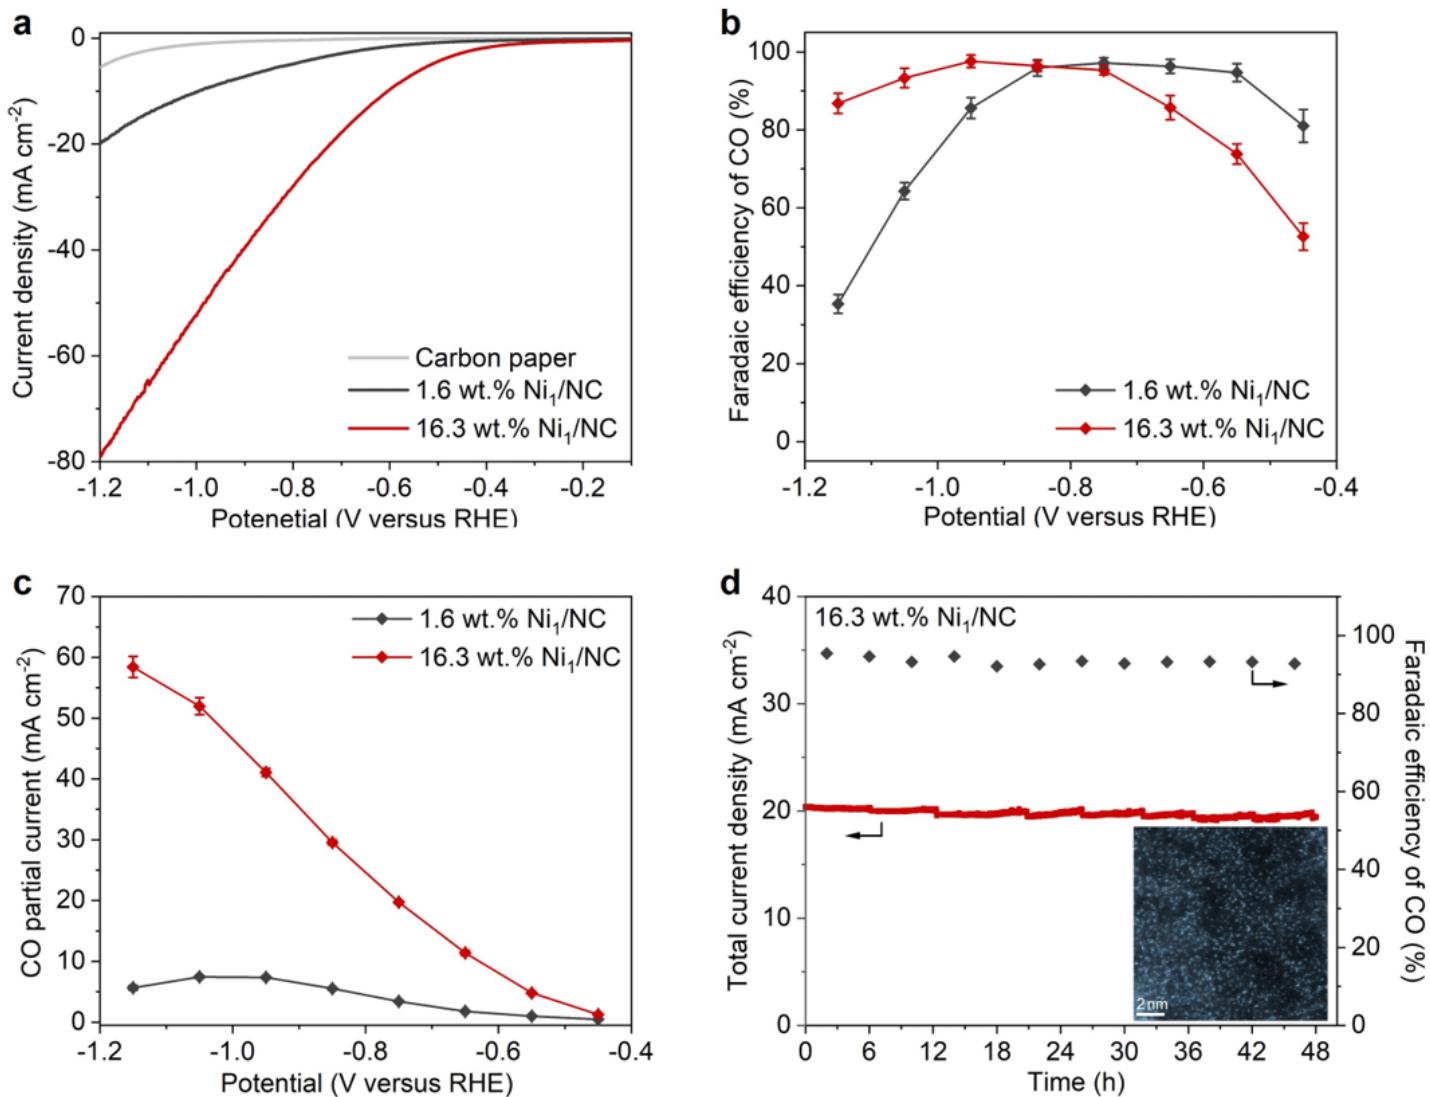 a
0
-20
-40
-60
-80
Current density (mA cm-2)
Carbon paper
1.6 wt.% Ni1/NC
16.3 wt.% Ni1/NC
-1.2 -1.0 -0.8 -0.6 -0.4 -0.2
Potenetial (V versus RHE)
b
100
80
60
40
20
0
Faradaic efficiency of CO (%)
1.6 wt.% Ni1/NC
16.3 wt.% Ni1/NC
-1.2 -1.0 -0.8 -0.6 -0.4
Potential (V versus RHE)
c
70
60
50
40
30
20
10
0
CO partial current (mA cm-2)
1.6 wt.% Ni1/NC
16.3 wt.% Ni1/NC
-1.2 -1.0 -0.8 -0.6 -0.4
Potential (V versus RHE)
d
40
30
20
10
0
Total current density (mA cm-2)
16.3 wt.% Ni1/NC
2 nm
100
80
60
40
20
0
Faradaic efficiency of CO (%)
0 6 12 18 24 30 36 42 48
Time (h)